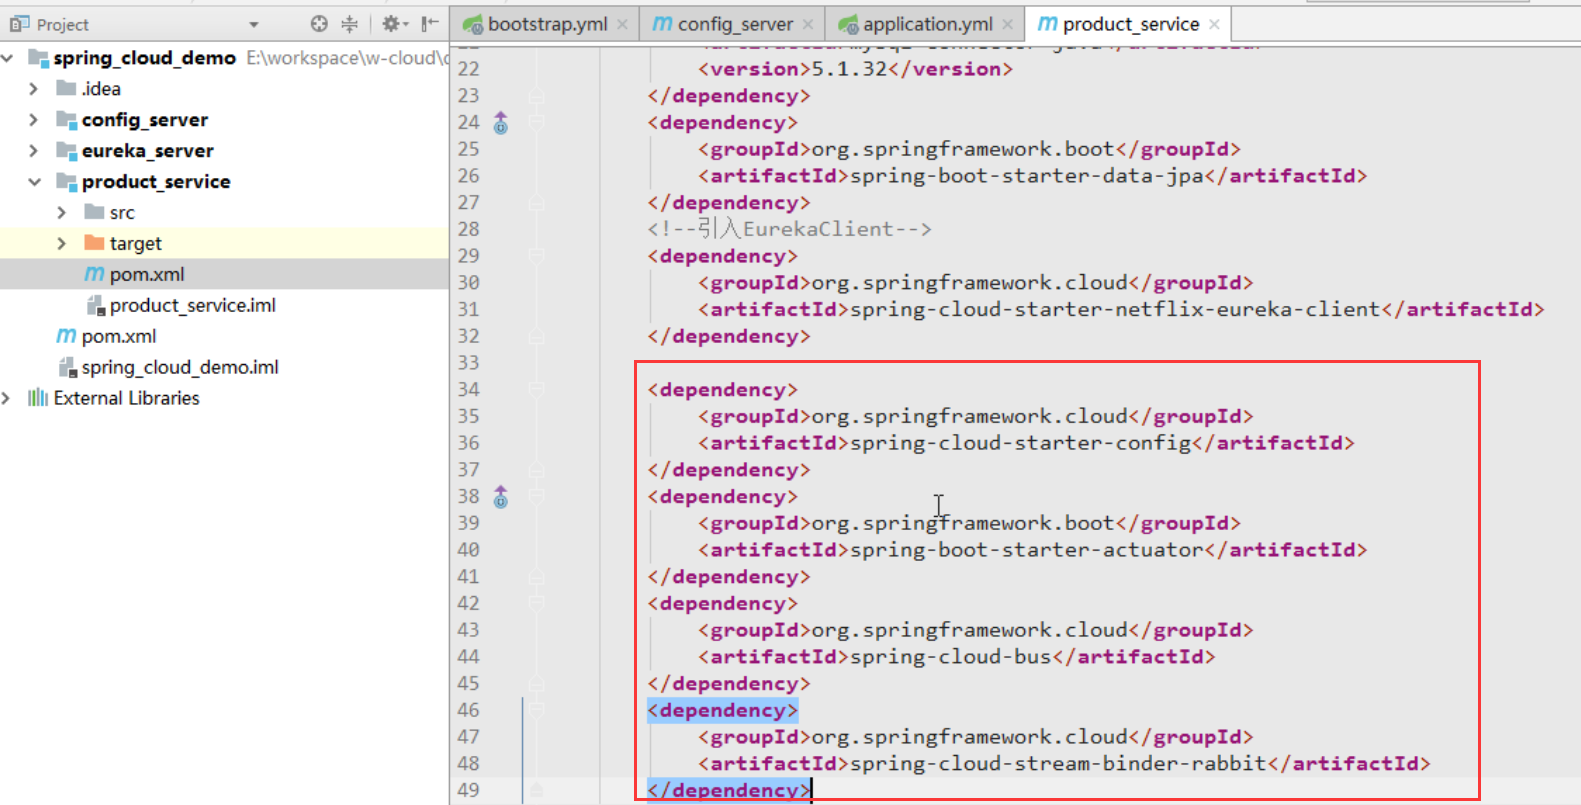 Project
bootstrap.yml
config_server
application.yml
product_service
spring_cloud_demo E:\workspace\w-cloud\
.idea
config_server
eureka_server
product_service
src
target
pom.xml
product_service.iml
pom.xml
spring_cloud_demo.iml
External Libraries
22 <version>5.1.32</version>
23 </dependency>
24 <dependency>
25 <groupId>org.springframework.boot</groupId>
26 <artifactId>spring-boot-starter-data-jpa</artifactId>
27 </dependency>
28 <!--引入EurekaClient-->
29 <dependency>
30 <groupId>org.springframework.cloud</groupId>
31 <artifactId>spring-cloud-starter-netflix-eureka-client</artifactId>
32 </dependency>
33
34 <dependency>
35 <groupId>org.springframework.cloud</groupId>
36 <artifactId>spring-cloud-starter-config</artifactId>
37 </dependency>
38 <dependency>
39 <groupId>org.springframework.boot</groupId>
40 <artifactId>spring-boot-starter-actuator</artifactId>
41 </dependency>
42 <dependency>
43 <groupId>org.springframework.cloud</groupId>
44 <artifactId>spring-cloud-bus</artifactId>
45 </dependency>
46 <dependency>
47 <groupId>org.springframework.cloud</groupId>
48 <artifactId>spring-cloud-stream-binder-rabbit</artifactId>
49 </dependency>